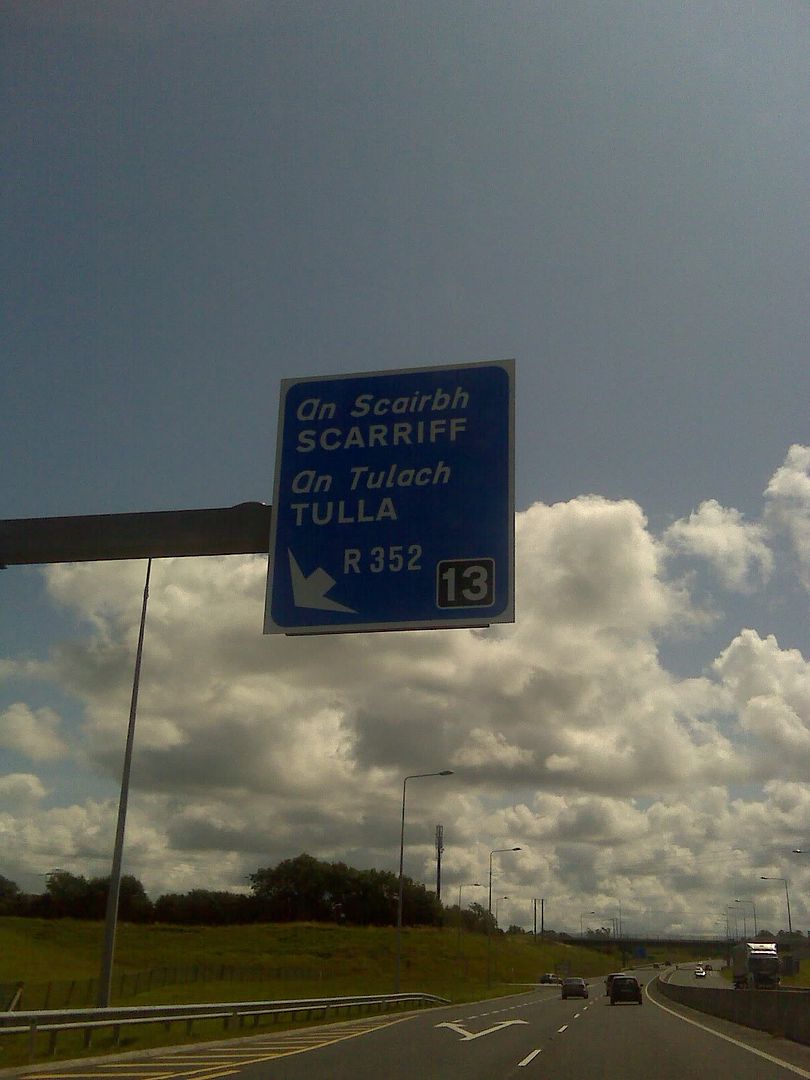 An Scairbh
SCARRIFF
An Tulach
TULLA
R 352
13